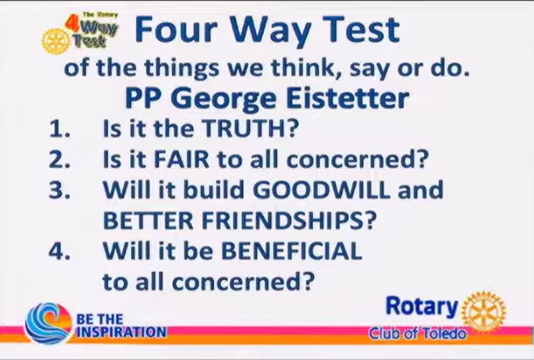 The Rotary
4 Way
Test
Four Way Test
of the things we think, say or do.
PP George Eistetter
1. Is it the TRUTH?
2. Is it FAIR to all concerned?
3. Will it build GOODWILL and
BETTER FRIENDSHIPS?
4. Will it be BENEFICIAL
to all concerned?
BE THE
INSPIRATION
Rotary
Club of Toledo